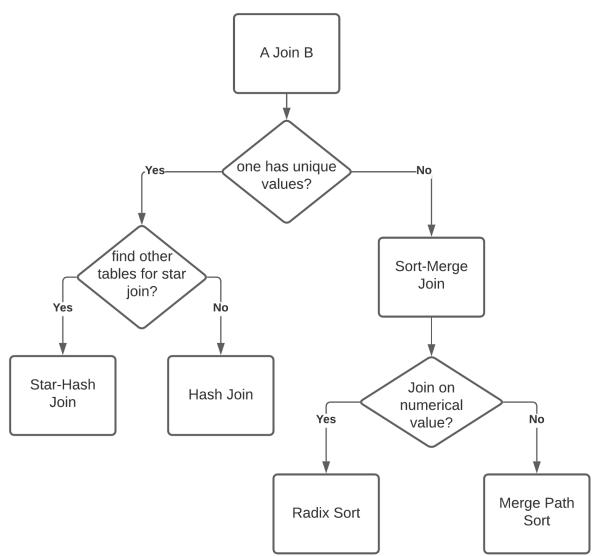 A Join B
one has unique
values?
Yes
No
find other
tables for star
join?
Sort-Merge
Join
Yes
No
Star-Hash
Join
Hash Join
Join on
numerical
value?
Yes
No
Radix Sort
Merge Path
Sort